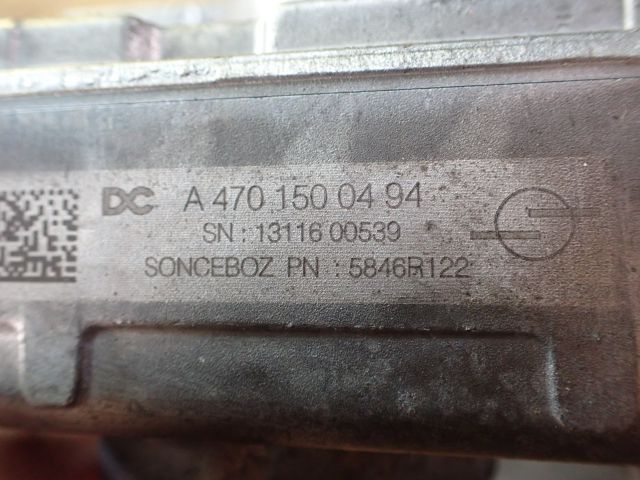 DC A 470 150 04 94
SN : 13116 00539
SONCEBOZ PN : 5846R122